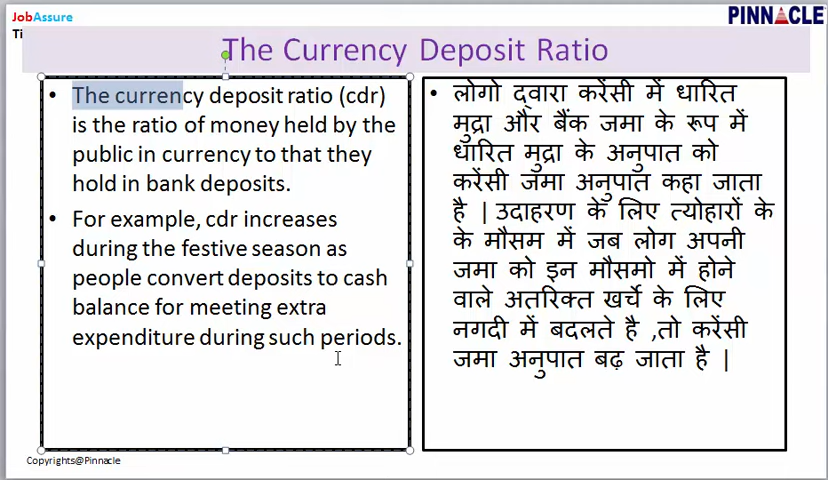 JobAssure
Ti
PINNACLE
The Currency Deposit Ratio
• The currency deposit ratio (cdr)
is the ratio of money held by the
public in currency to that they
hold in bank deposits.
• For example, cdr increases
during the festive season as
people convert deposits to cash
balance for meeting extra
expenditure during such periods.
• लोगो द्वारा करेंसी में धारित
मुद्रा और बैंक जमा के रूप में
धारित मुद्रा के अनुपात को
करेंसी जमा अनुपात कहा जाता
है | उदाहरण के लिए त्योहारों के
के मौसम में जब लोग अपनी
जमा को इन मौसमो में होने
वाले अतरिक्त खर्चे के लिए
नगदी में बदलते है ,तो करेंसी
जमा अनुपात बढ़ जाता है |
Copyrights@Pinnacle